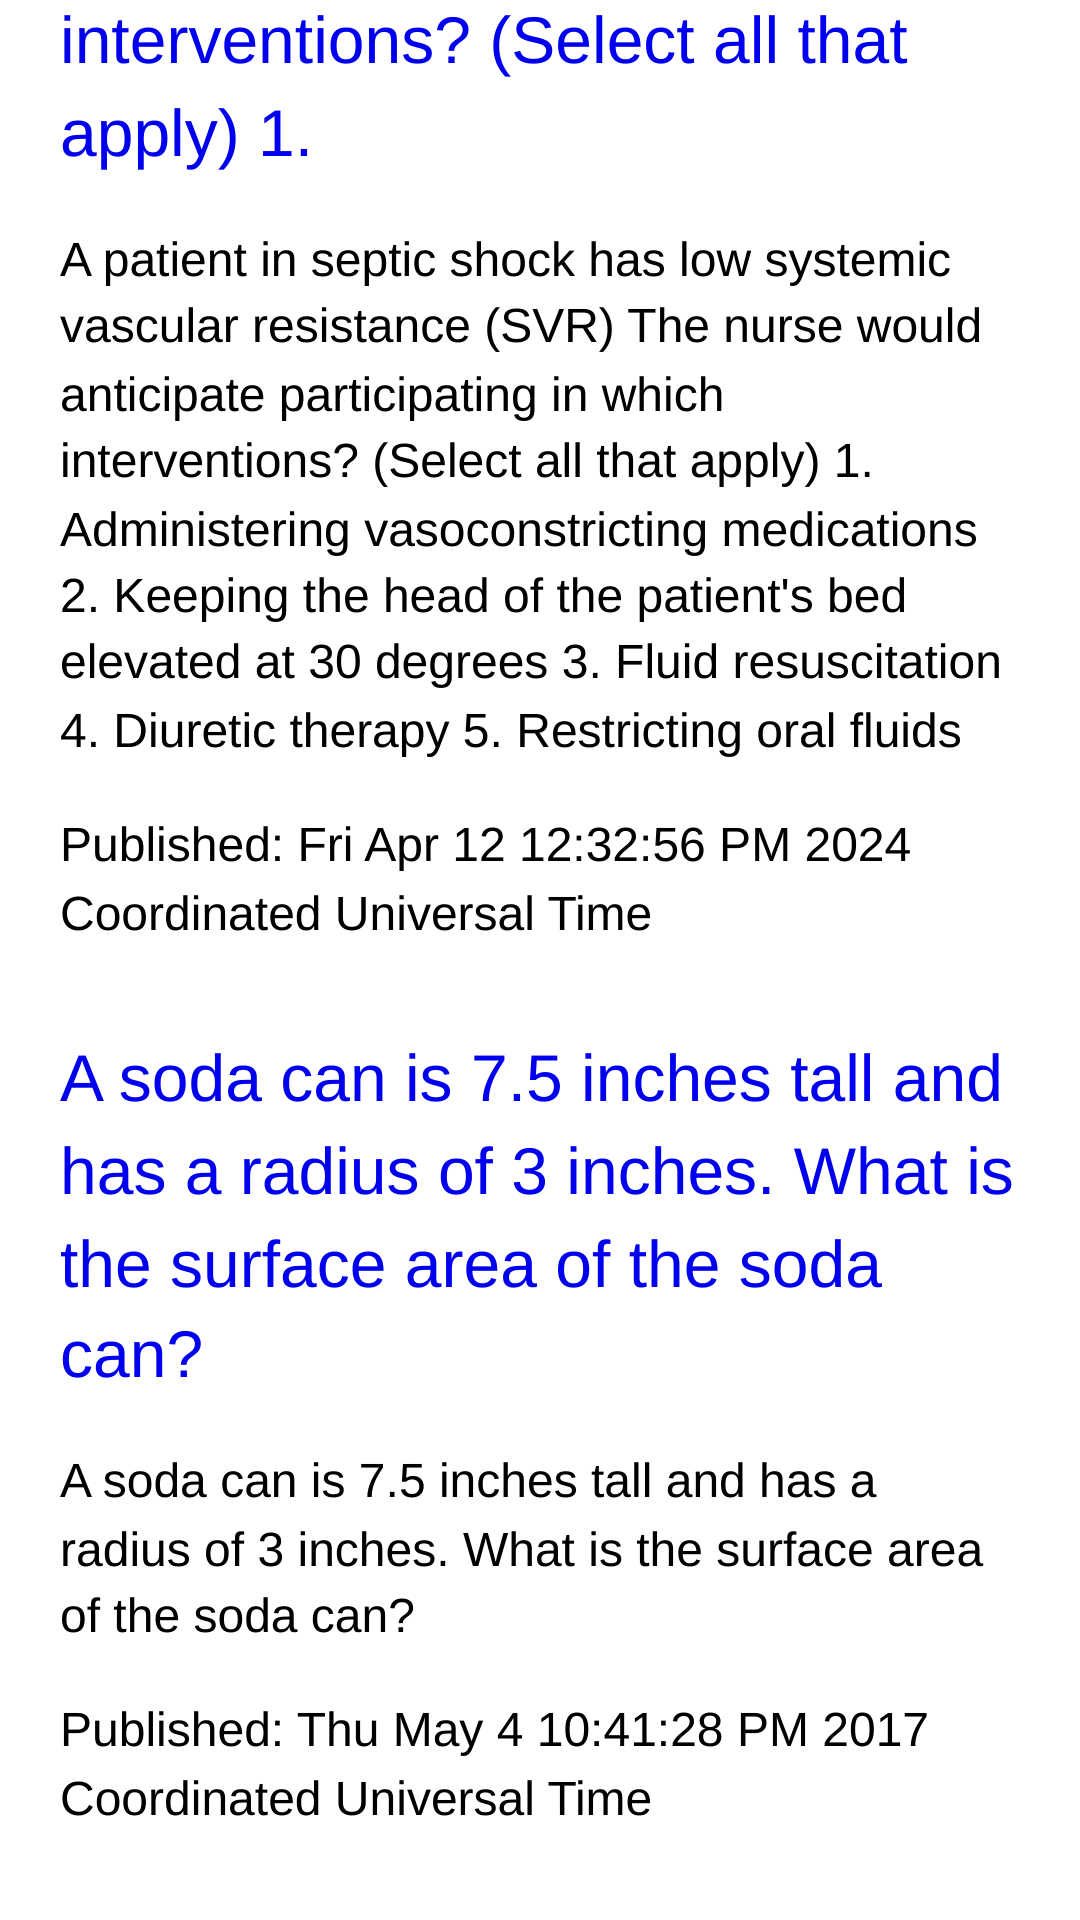 interventions? (Select all that
apply) 1.
A patient in septic shock has low systemic
vascular resistance (SVR) The nurse would
anticipate participating in which
interventions? (Select all that apply) 1.
Administering vasoconstricting medications
2. Keeping the head of the patient's bed
elevated at 30 degrees 3. Fluid resuscitation
4. Diuretic therapy 5. Restricting oral fluids
Published: Fri Apr 12 12:32:56 PM 2024
Coordinated Universal Time
A soda can is 7.5 inches tall and
has a radius of 3 inches. What is
the surface area of the soda
can?
A soda can is 7.5 inches tall and has a
radius of 3 inches. What is the surface area
of the soda can?
Published: Thu May 4 10:41:28 PM 2017
Coordinated Universal Time